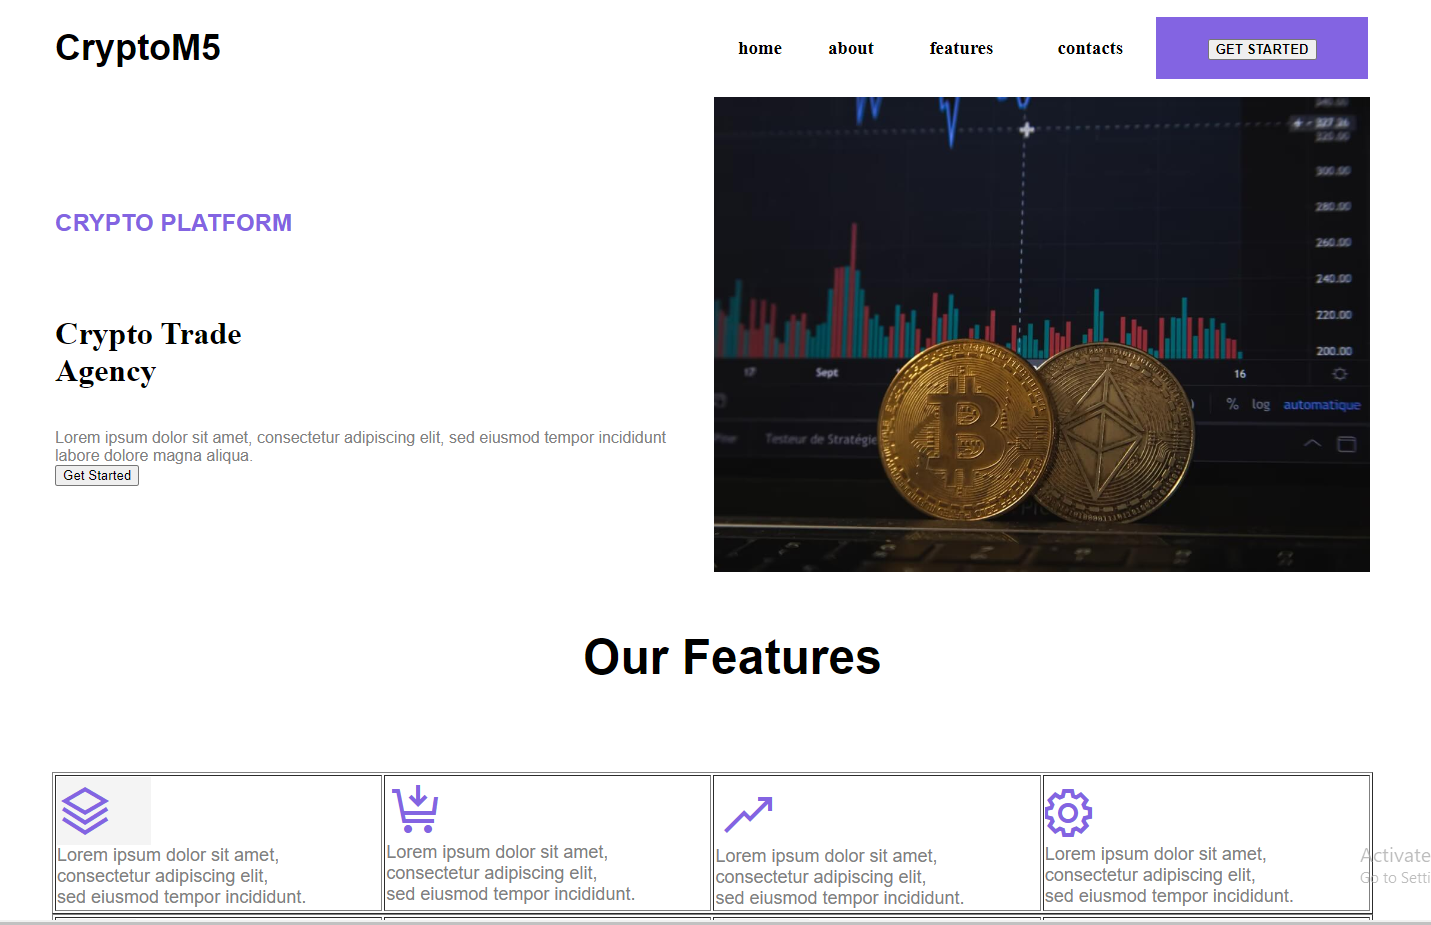 CryptoM5
home about features contacts GET STARTED
CRYPTO PLATFORM
Crypto Trade
Agency
Lorem ipsum dolor sit amet, consectetur adipiscing elit, sed eiusmod tempor incididunt
labore dolore magna aliqua.
Get Started
327.26
320.00
300.00
280.00
260.00
240.00
220.00
200.00
17 Sept 16
% log automatique
Testeur de Stratégie
Our Features
Lorem ipsum dolor sit amet,
consectetur adipiscing elit,
sed eiusmod tempor incididunt.
Lorem ipsum dolor sit amet,
consectetur adipiscing elit,
sed eiusmod tempor incididunt.
Lorem ipsum dolor sit amet,
consectetur adipiscing elit,
sed eiusmod tempor incididunt.
Lorem ipsum dolor sit amet,
consectetur adipiscing elit,
sed eiusmod tempor incididunt.
Activate
Go to Setti